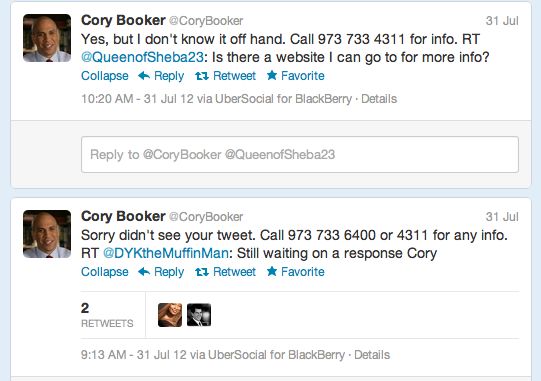 Cory Booker @CoryBooker 31 Jul
Yes, but I don't know it off hand. Call 973 733 4311 for info. RT
@QueenofSheba23: Is there a website I can go to for more info?
Collapse Reply Retweet Favorite
10:20 AM - 31 Jul 12 via UberSocial for BlackBerry · Details
Reply to @CoryBooker @QueenofSheba23
Cory Booker @CoryBooker 31 Jul
Sorry didn't see your tweet. Call 973 733 6400 or 4311 for any info.
RT @DYKtheMuffinMan: Still waiting on a response Cory
Collapse Reply Retweet Favorite
2
RETWEETS
9:13 AM - 31 Jul 12 via UberSocial for BlackBerry · Details